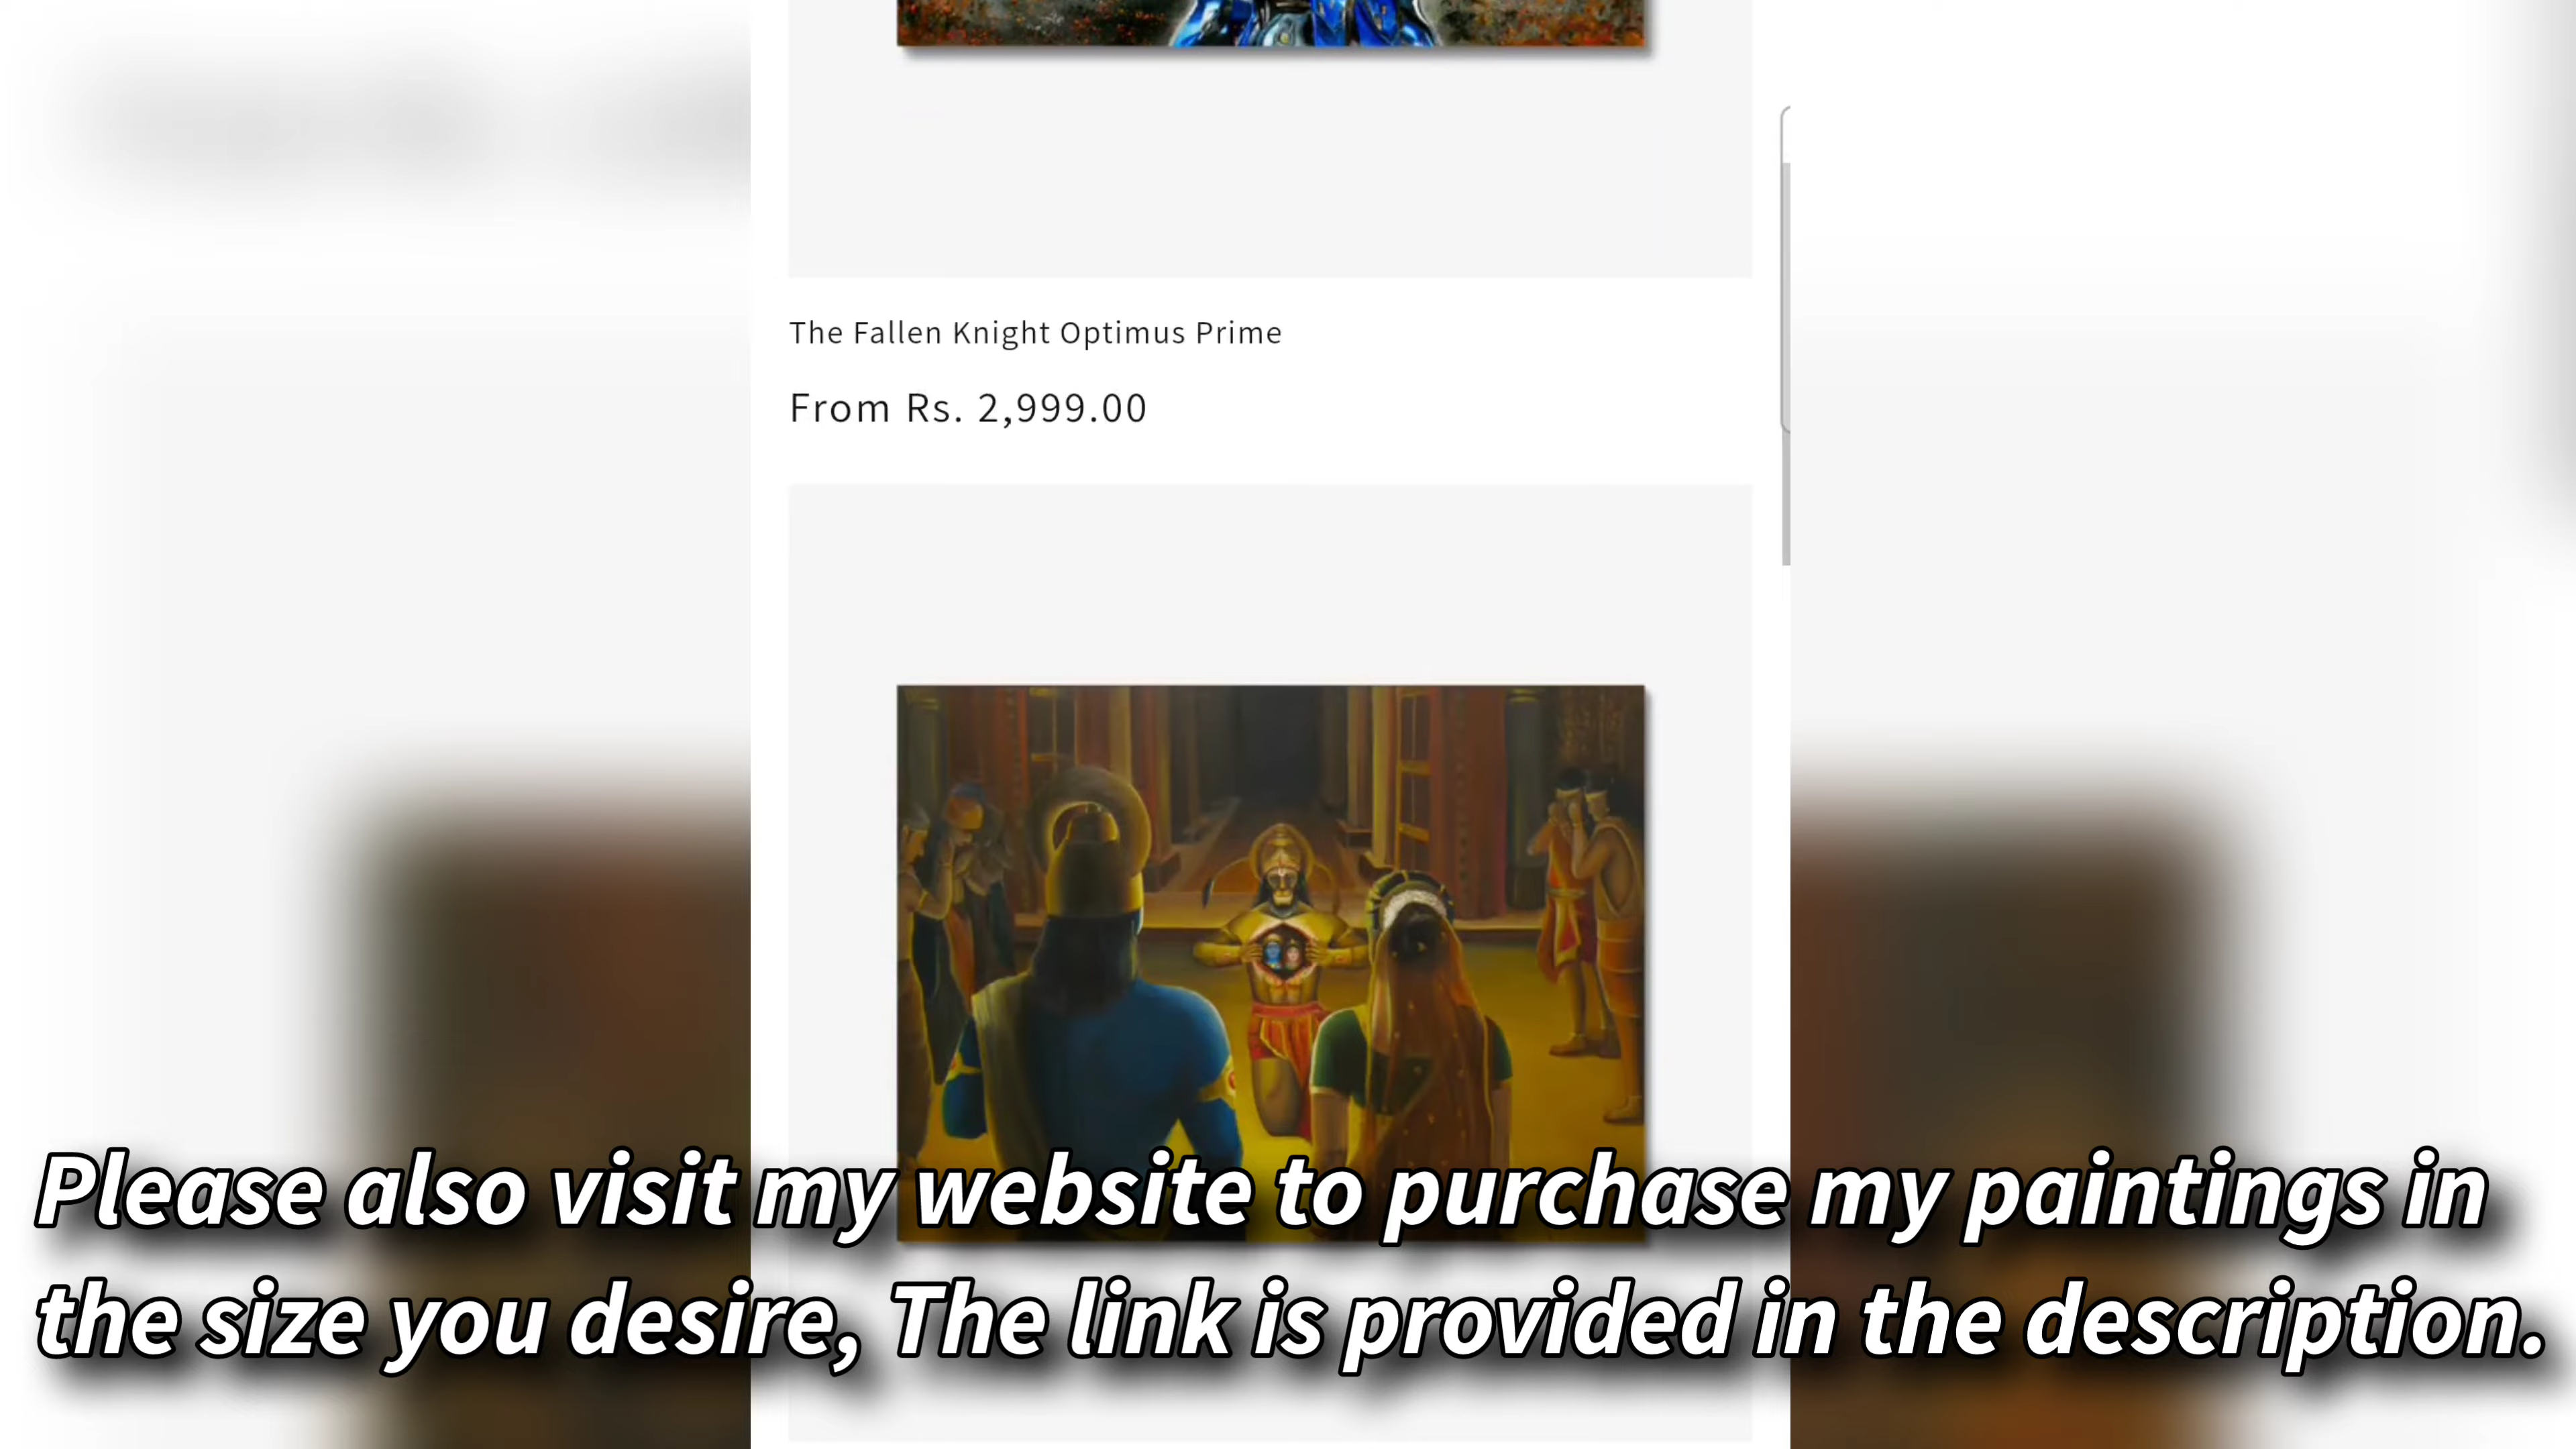 The Fallen Knight Optimus Prime
From Rs. 2,999.00
Please also visit my website to purchase my paintings in
the size you desire, The link is provided in the description.